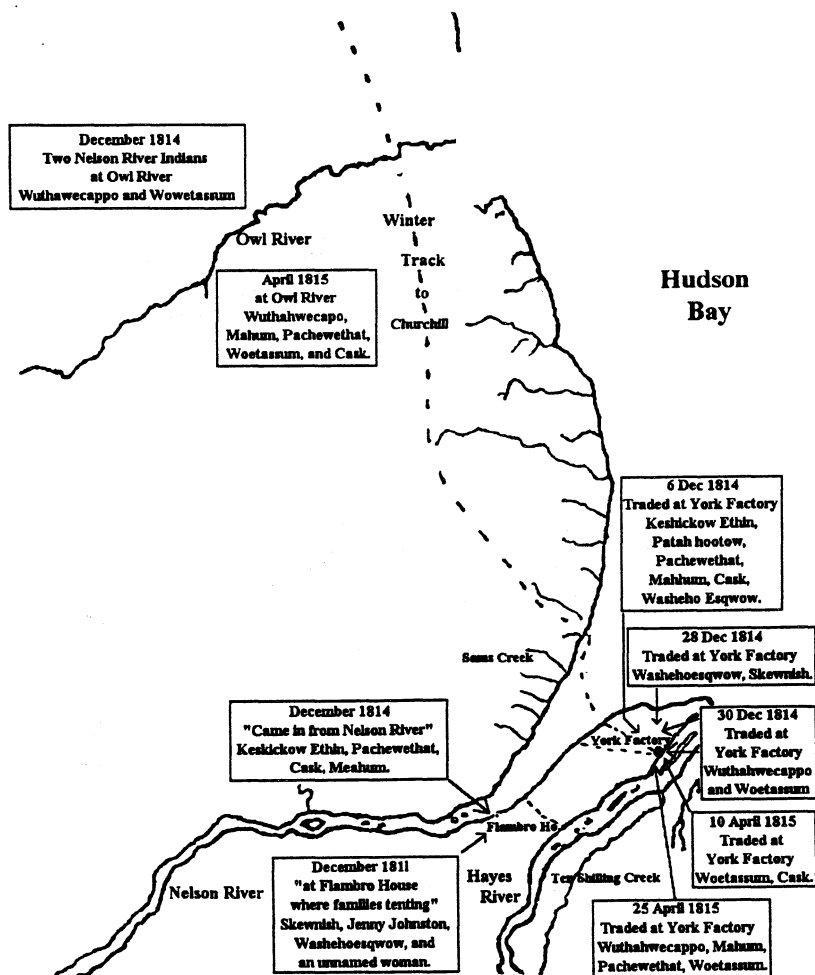 December 1814
Two Nelson River Indians
at Owl River
Wuthawecappo and Wowetassum
Owl River
Winter
Track
to
Churchill
Hudson
Bay
April 1815
at Owl River
Wuthahwecapo,
Mahum, Pachewethat,
Woetassum, and Cask.
6 Dec 1814
Traded at York Factory
Keshickow Ethin,
Patah hootow,
Pachewethat,
Mahhum, Cask,
Washeho Esqwow.
28 Dec 1814
Traded at York Factory
Washehoesqwow, Skewnish.
Sams Creek
December 1814
"Came in from Nelson River"
Keskickow Ethin, Pachewethat,
Cask, Meahum.
York Factory
30 Dec 1814
Traded at
York Factory
Wuthahwecappo
and Woetassum
Flambro Ho.
10 April 1815
Traded at
York Factory
Woetassum, Cask.
Nelson River
December 1811
"at Flambro House
where families tenting"
Skewnish, Jenny Johnston,
Washehoesqwow, and
an unnamed woman.
Hayes
River
Ten Shilling Creek
25 April 1815
Traded at York Factory
Wuthahwecappo, Mahum,
Pachewethat, Woetassum.